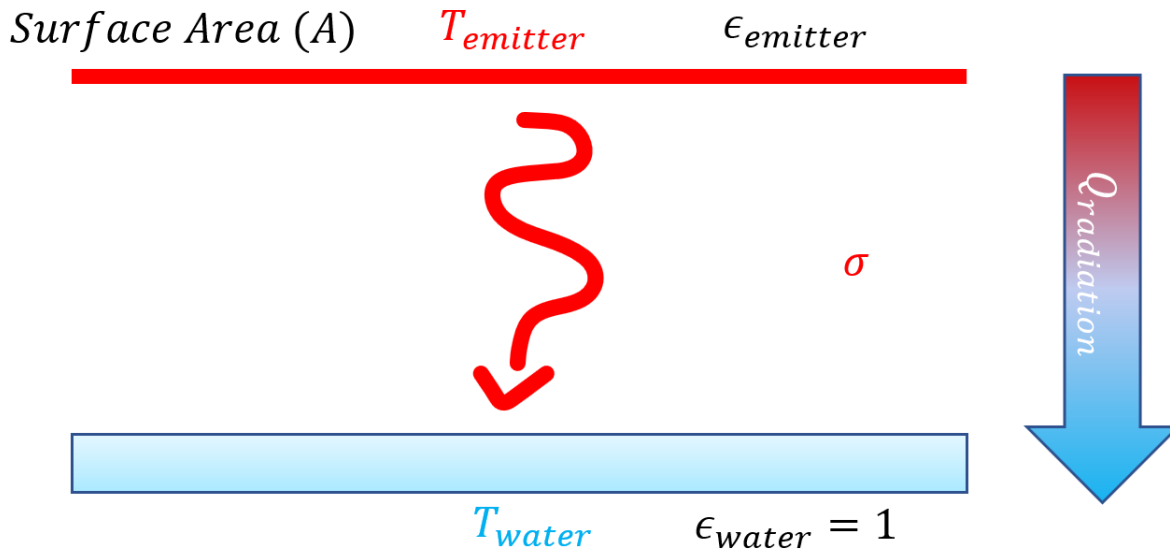 Surface Area (A) T_emitter ϵ_emitter
Q_radiation
σ
T_water ϵ_water = 1